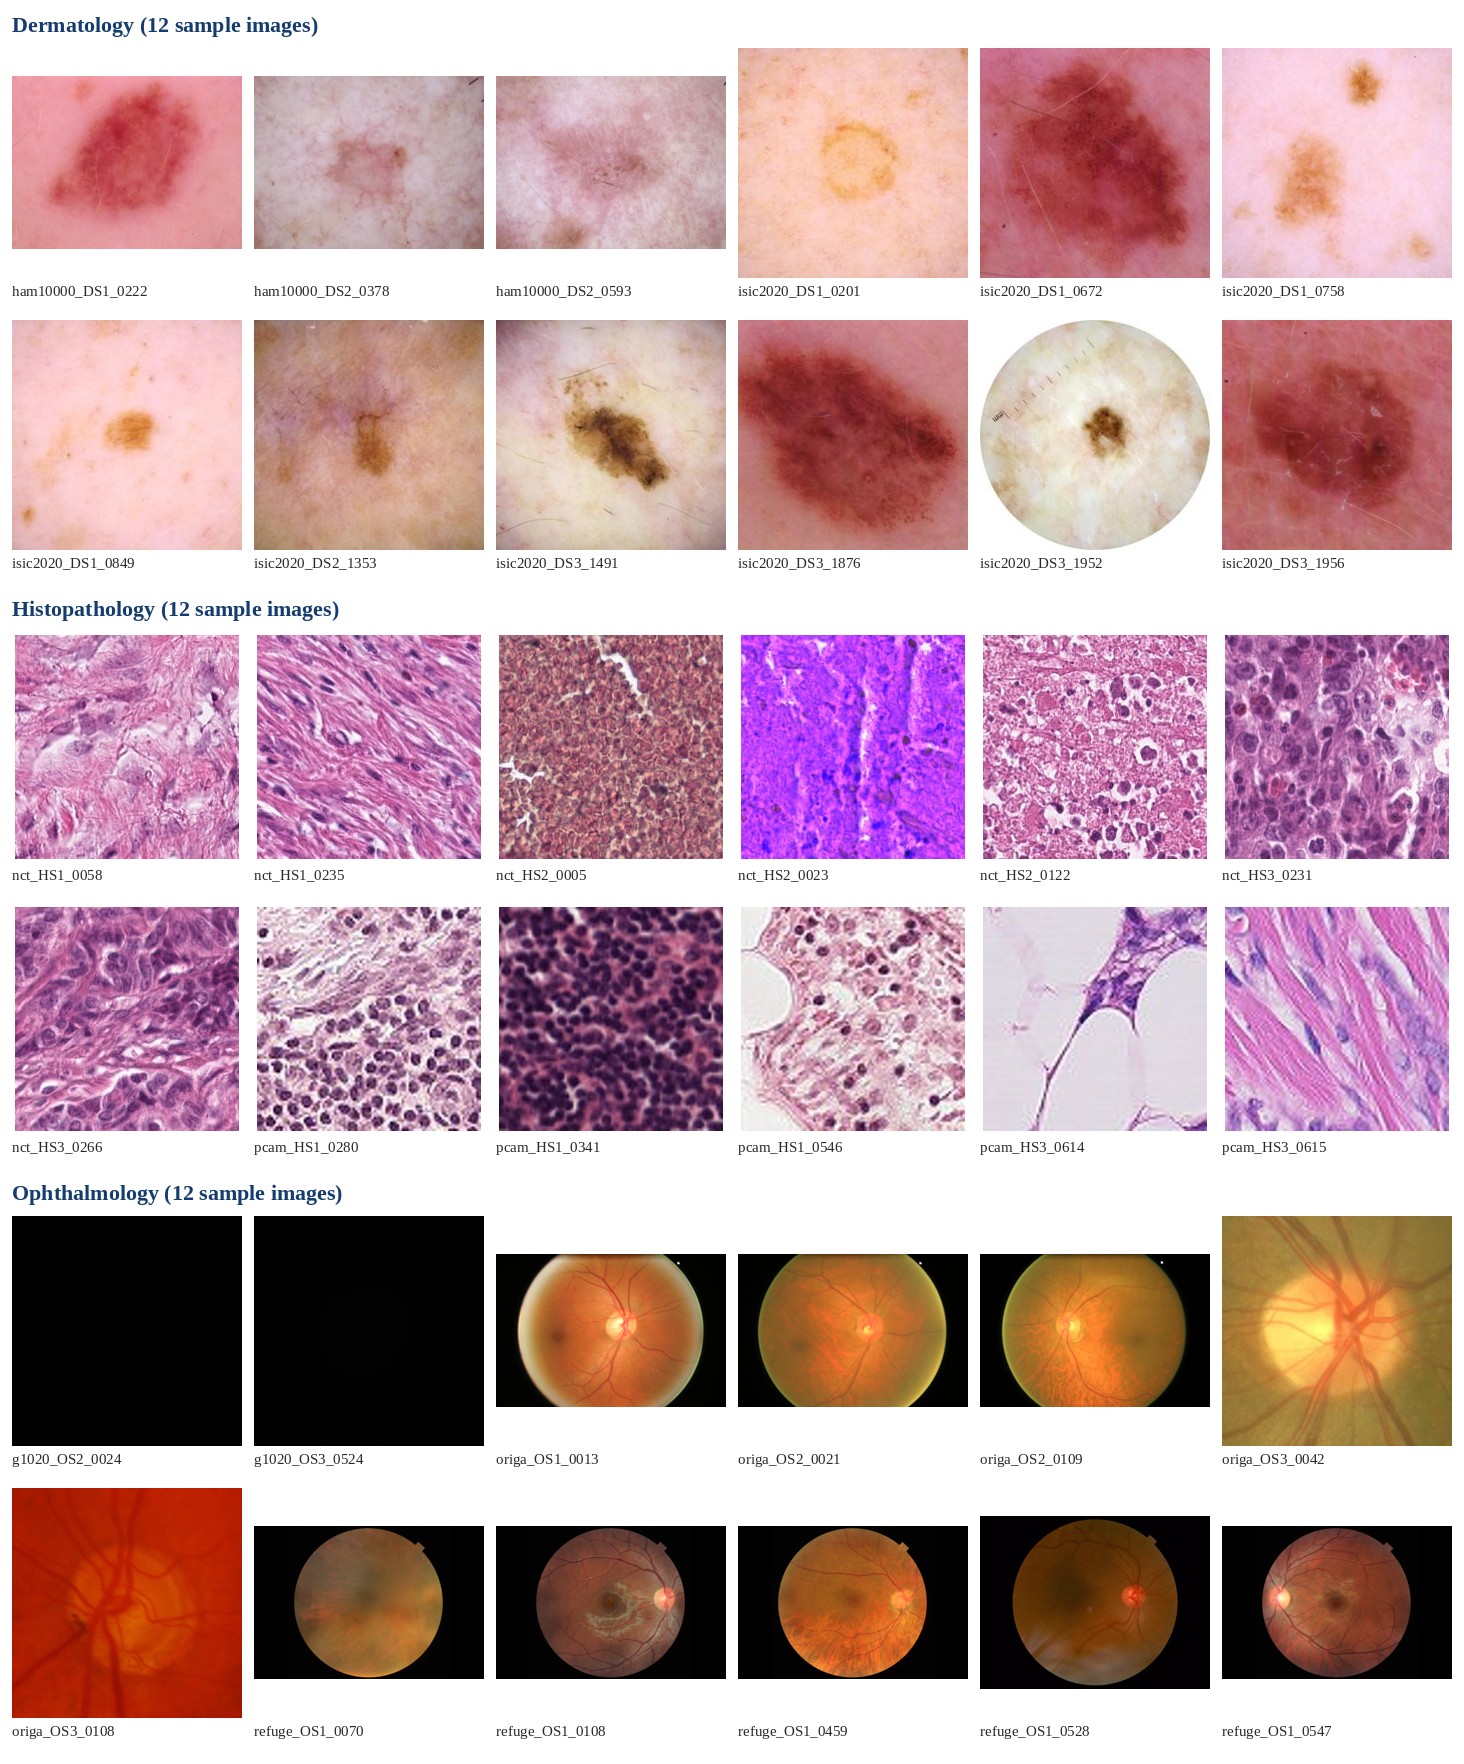 Dermatology (12 sample images)
ham10000_DS1_0222 ham10000_DS2_0378 ham10000_DS2_0593 isic2020_DS1_0201 isic2020_DS1_0672 isic2020_DS1_0758
isic2020_DS1_0849 isic2020_DS2_1353 isic2020_DS3_1491 isic2020_DS3_1876 isic2020_DS3_1952 isic2020_DS3_1956
Histopathology (12 sample images)
nct_HS1_0058 nct_HS1_0235 nct_HS2_0005 nct_HS2_0023 nct_HS2_0122 nct_HS3_0231
nct_HS3_0266 pcam_HS1_0280 pcam_HS1_0341 pcam_HS1_0546 pcam_HS3_0614 pcam_HS3_0615
Ophthalmology (12 sample images)
g1020_OS2_0024 g1020_OS3_0524 origa_OS1_0013 origa_OS2_0021 origa_OS2_0109 origa_OS3_0042
origa_OS3_0108 refuge_OS1_0070 refuge_OS1_0108 refuge_OS1_0459 refuge_OS1_0528 refuge_OS1_0547